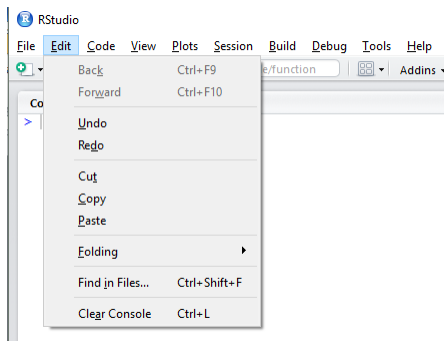 R RStudio
File Edit Code View Plots Session Build Debug Tools Help
e/function Addins
Back Ctrl+F9
Forward Ctrl+F10
Co
>
Undo
Redo
Cut
Copy
Paste
Folding
Find in Files... Ctrl+Shift+F
Clear Console Ctrl+L